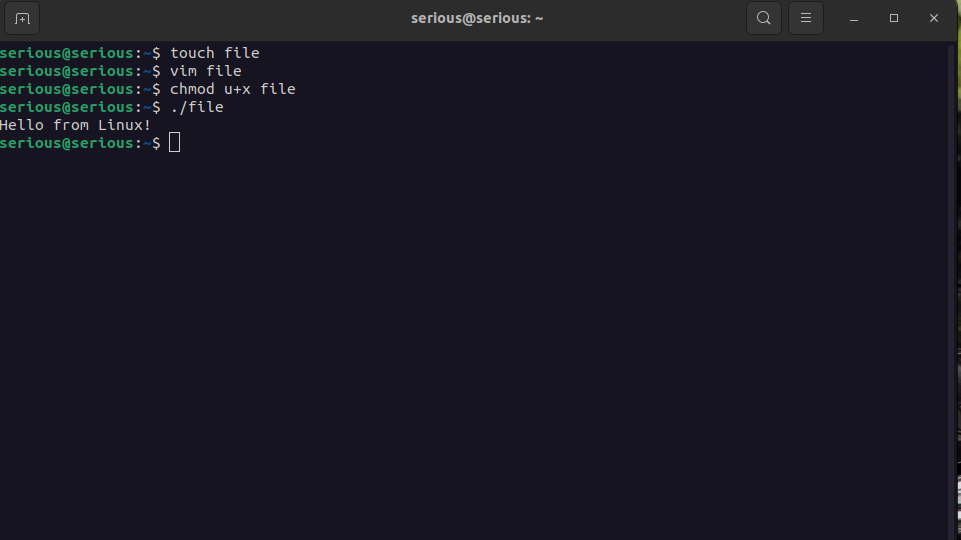 serious@serious: ~
serious@serious:~$ touch file
serious@serious:~$ vim file
serious@serious:~$ chmod u+x file
serious@serious:~$ ./file
Hello from Linux!
serious@serious:~$